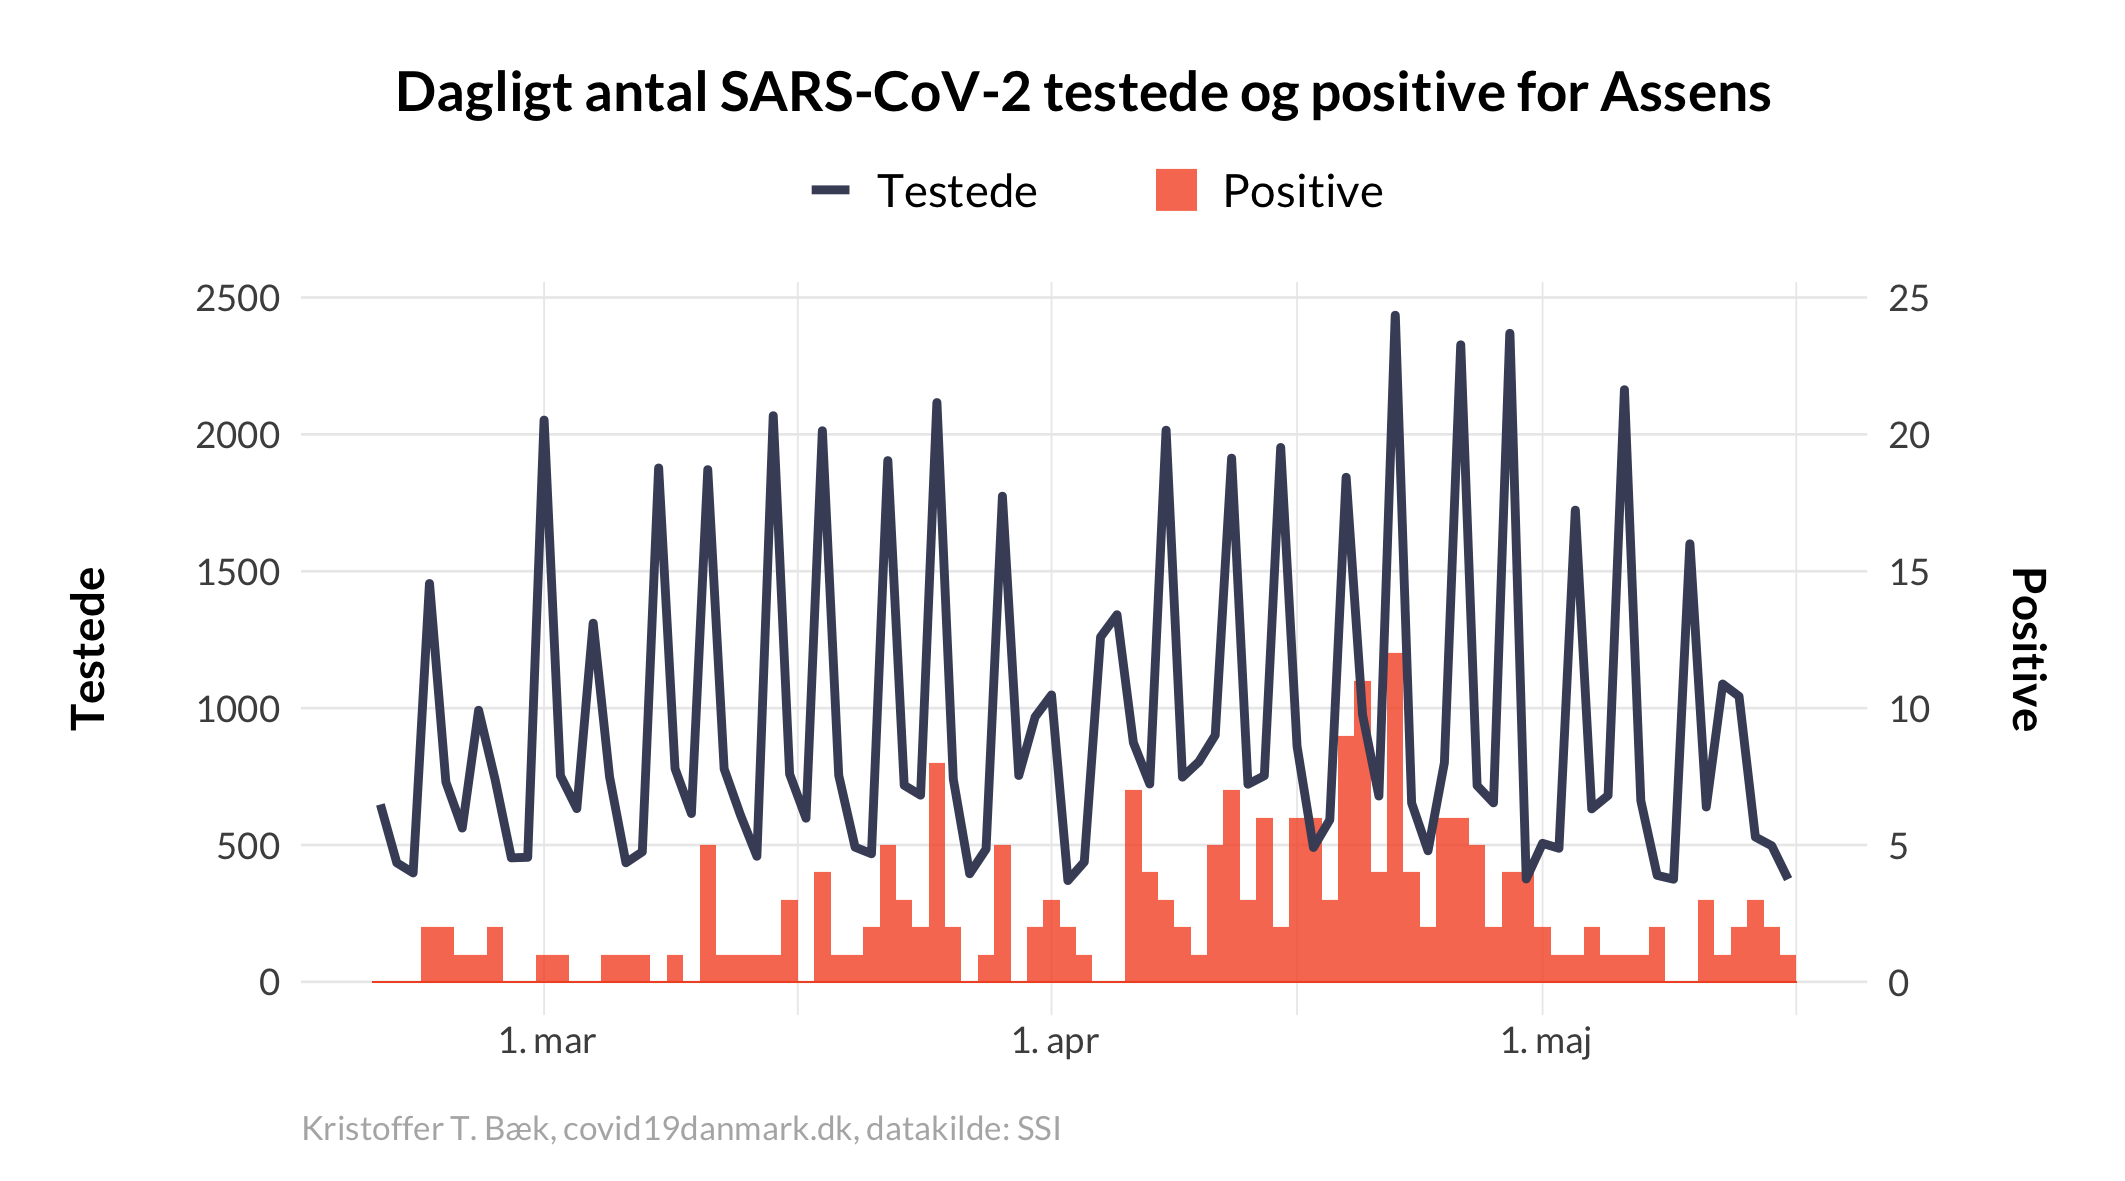 Dagligt antal SARS-CoV-2 testede og positive for Assens
Testede Positive
2500 25
2000 20
1500 15
1000 10
500 5
0 0
Testede
Positive
1. mar 1. apr 1. maj
Kristoffer T. Bæk, covid19danmark.dk, datakilde: SSI